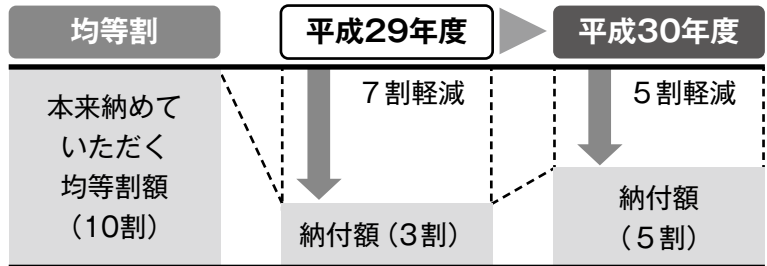 均等割
平成29年度
平成30年度
本来納めて
いただく
均等割額
（10割）
7割軽減
納付額（3割）
5割軽減
納付額
（5割）